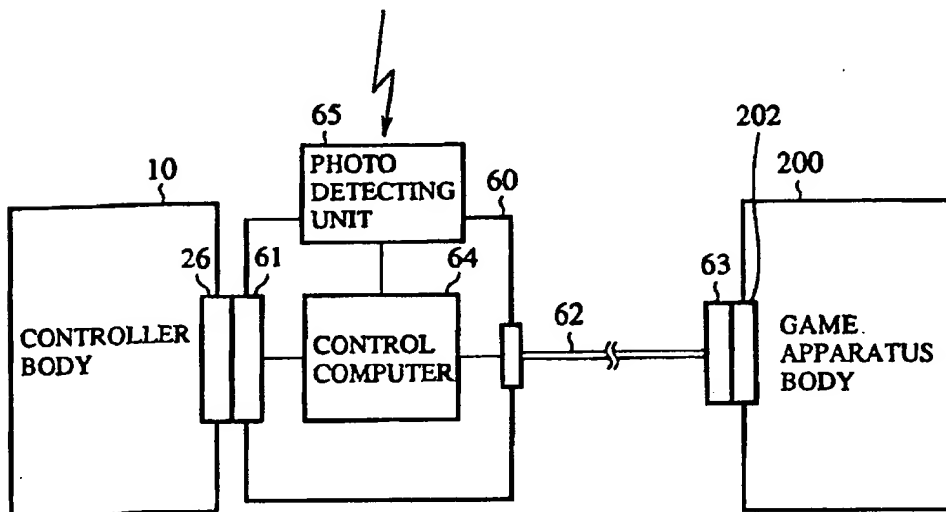 202
65
200
10
PHOTO
DETECTING
UNIT
60
26
61
64
63
62
CONTROLLER
BODY
CONTROL
COMPUTER
GAME.
APPARATUS
BODY